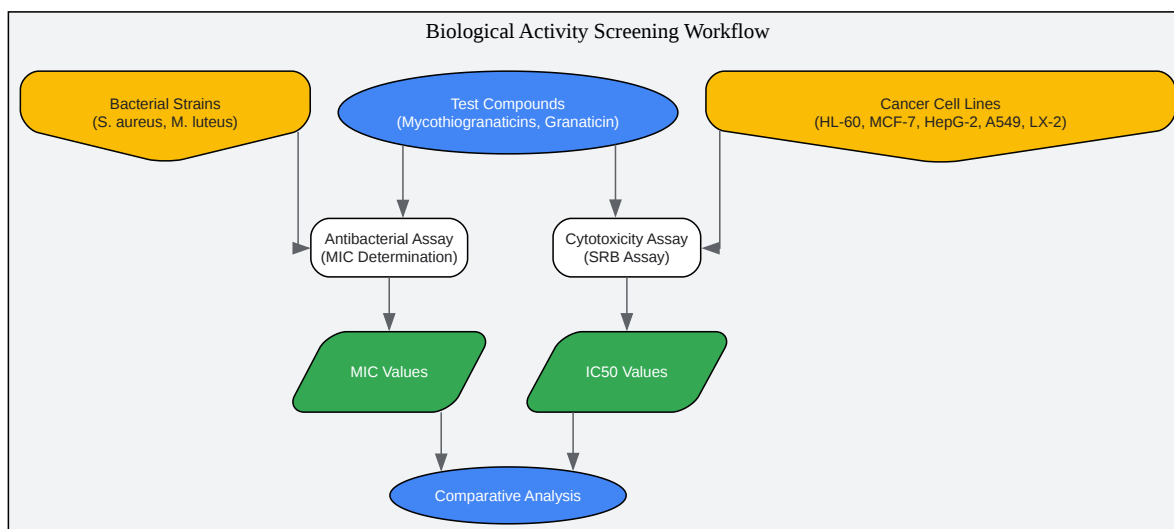 Biological Activity Screening Workflow
Bacterial Strains
(S. aureus, M. luteus)
Test Compounds
(Mycothiogranaticins, Granaticin)
Cancer Cell Lines
(HL-60, MCF-7, HepG-2, A549, LX-2)
Antibacterial Assay
(MIC Determination)
Cytotoxicity Assay
(SRB Assay)
MIC Values
IC50 Values
Comparative Analysis